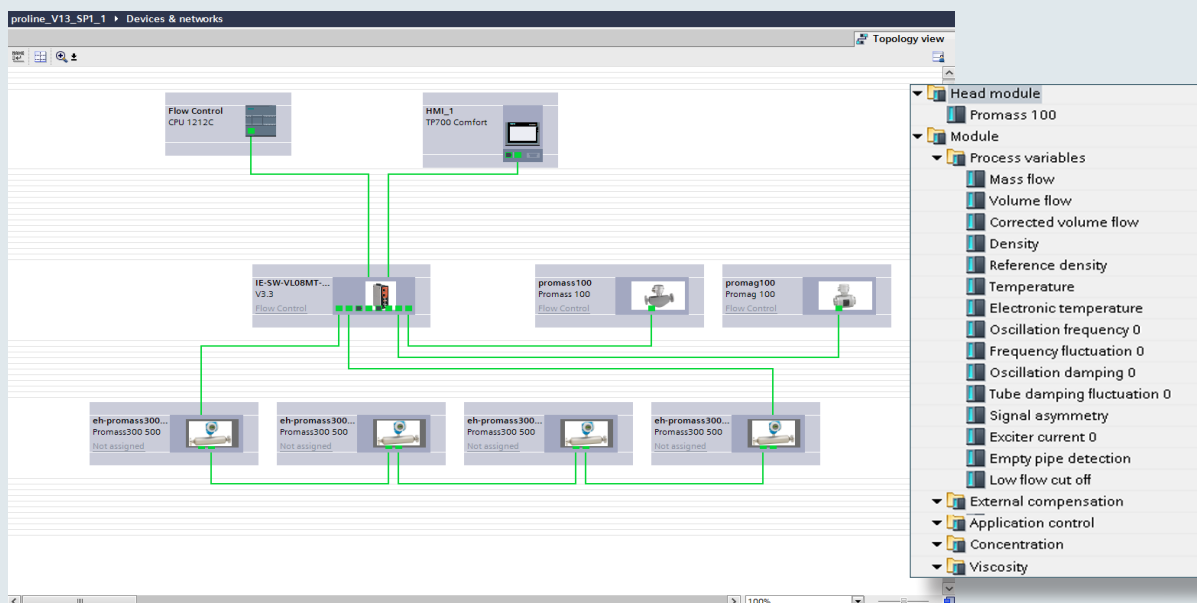 proline_V13_SP1_1 ▸ Devices & networks
Topology view
Flow Control
CPU 1212C
HMI_1
TP700 Comfort
IE-SW-VL08MT-...
V3.3
Flow Control
promass100
Promass 100
Flow Control
promag100
Promag 100
Flow Control
eh-promass300...
Promass300 500
Not assigned
eh-promass300...
Promass300 500
Not assigned
eh-promass300...
Promass300 500
Not assigned
eh-promass300...
Promass300 500
Not assigned
100%
Head module
Promass 100
Module
Process variables
Mass flow
Volume flow
Corrected volume flow
Density
Reference density
Temperature
Electronic temperature
Oscillation frequency 0
Frequency fluctuation 0
Oscillation damping 0
Tube damping fluctuation 0
Signal asymmetry
Exciter current 0
Empty pipe detection
Low flow cut off
External compensation
Application control
Concentration
Viscosity